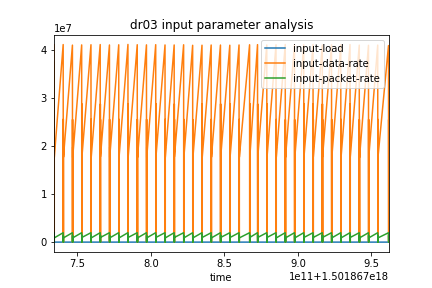 dr03 input parameter analysis
1e7
input-load
input-data-rate
input-packet-rate
4
3
2
1
0
7.5 8.0 8.5 9.0 9.5
time
1e11+1.501867e18